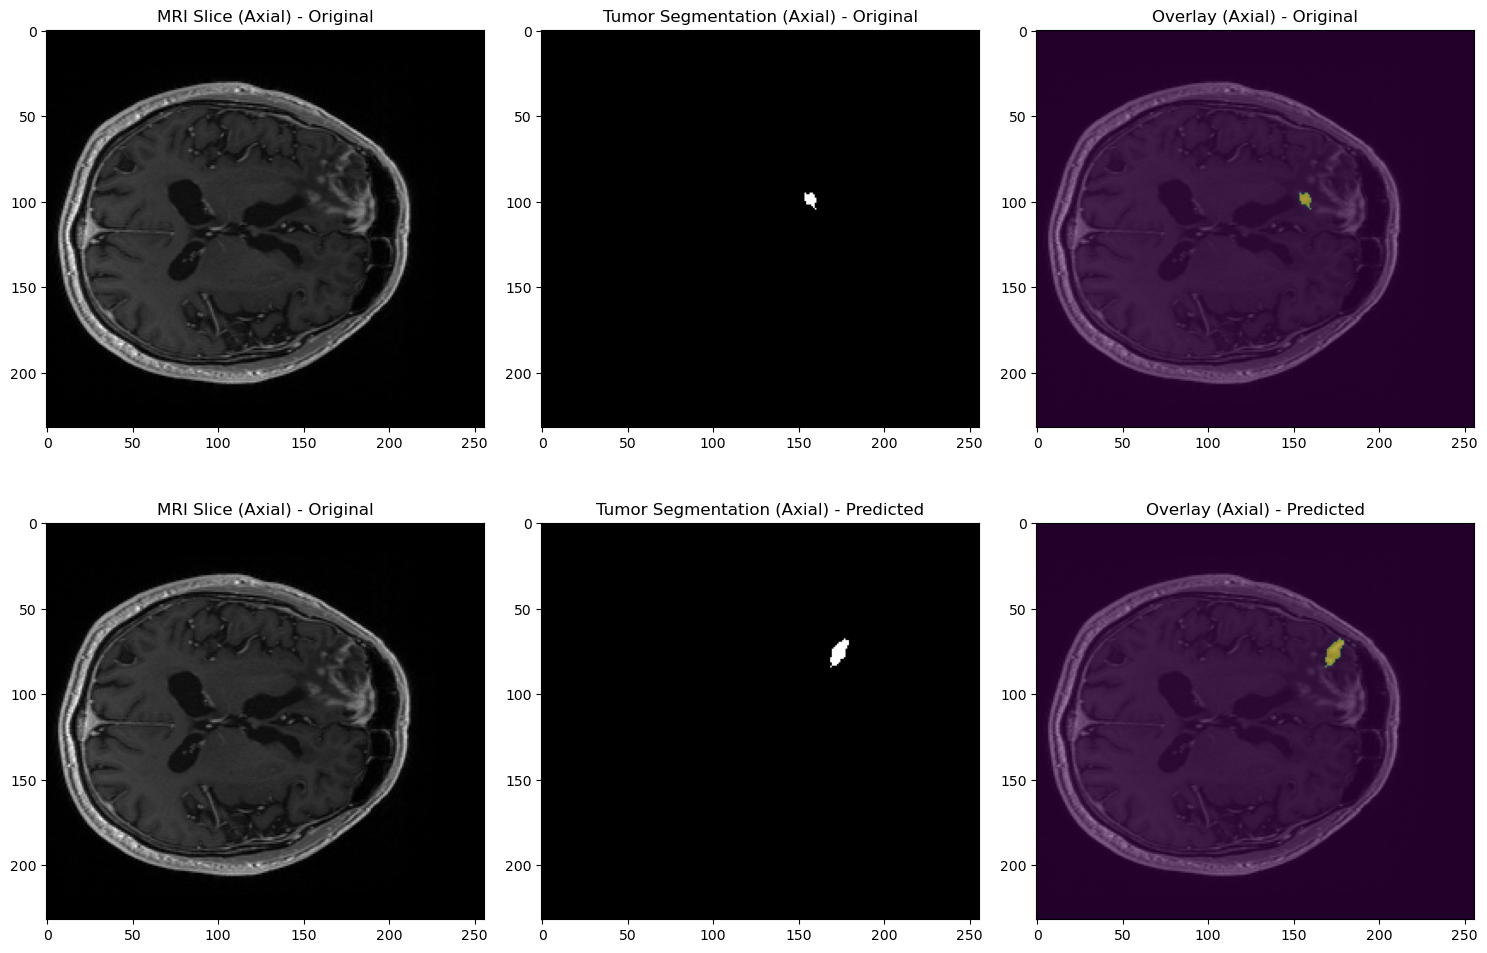 MRI Slice (Axial) - Original
Tumor Segmentation (Axial) - Original
Overlay (Axial) - Original
0
50
100
150
200
0 50 100 150 200 250
0
50
100
150
200
0 50 100 150 200 250
0
50
100
150
200
0 50 100 150 200 250
MRI Slice (Axial) - Original
Tumor Segmentation (Axial) - Predicted
Overlay (Axial) - Predicted
0
50
100
150
200
0 50 100 150 200 250
0
50
100
150
200
0 50 100 150 200 250
0
50
100
150
200
0 50 100 150 200 250